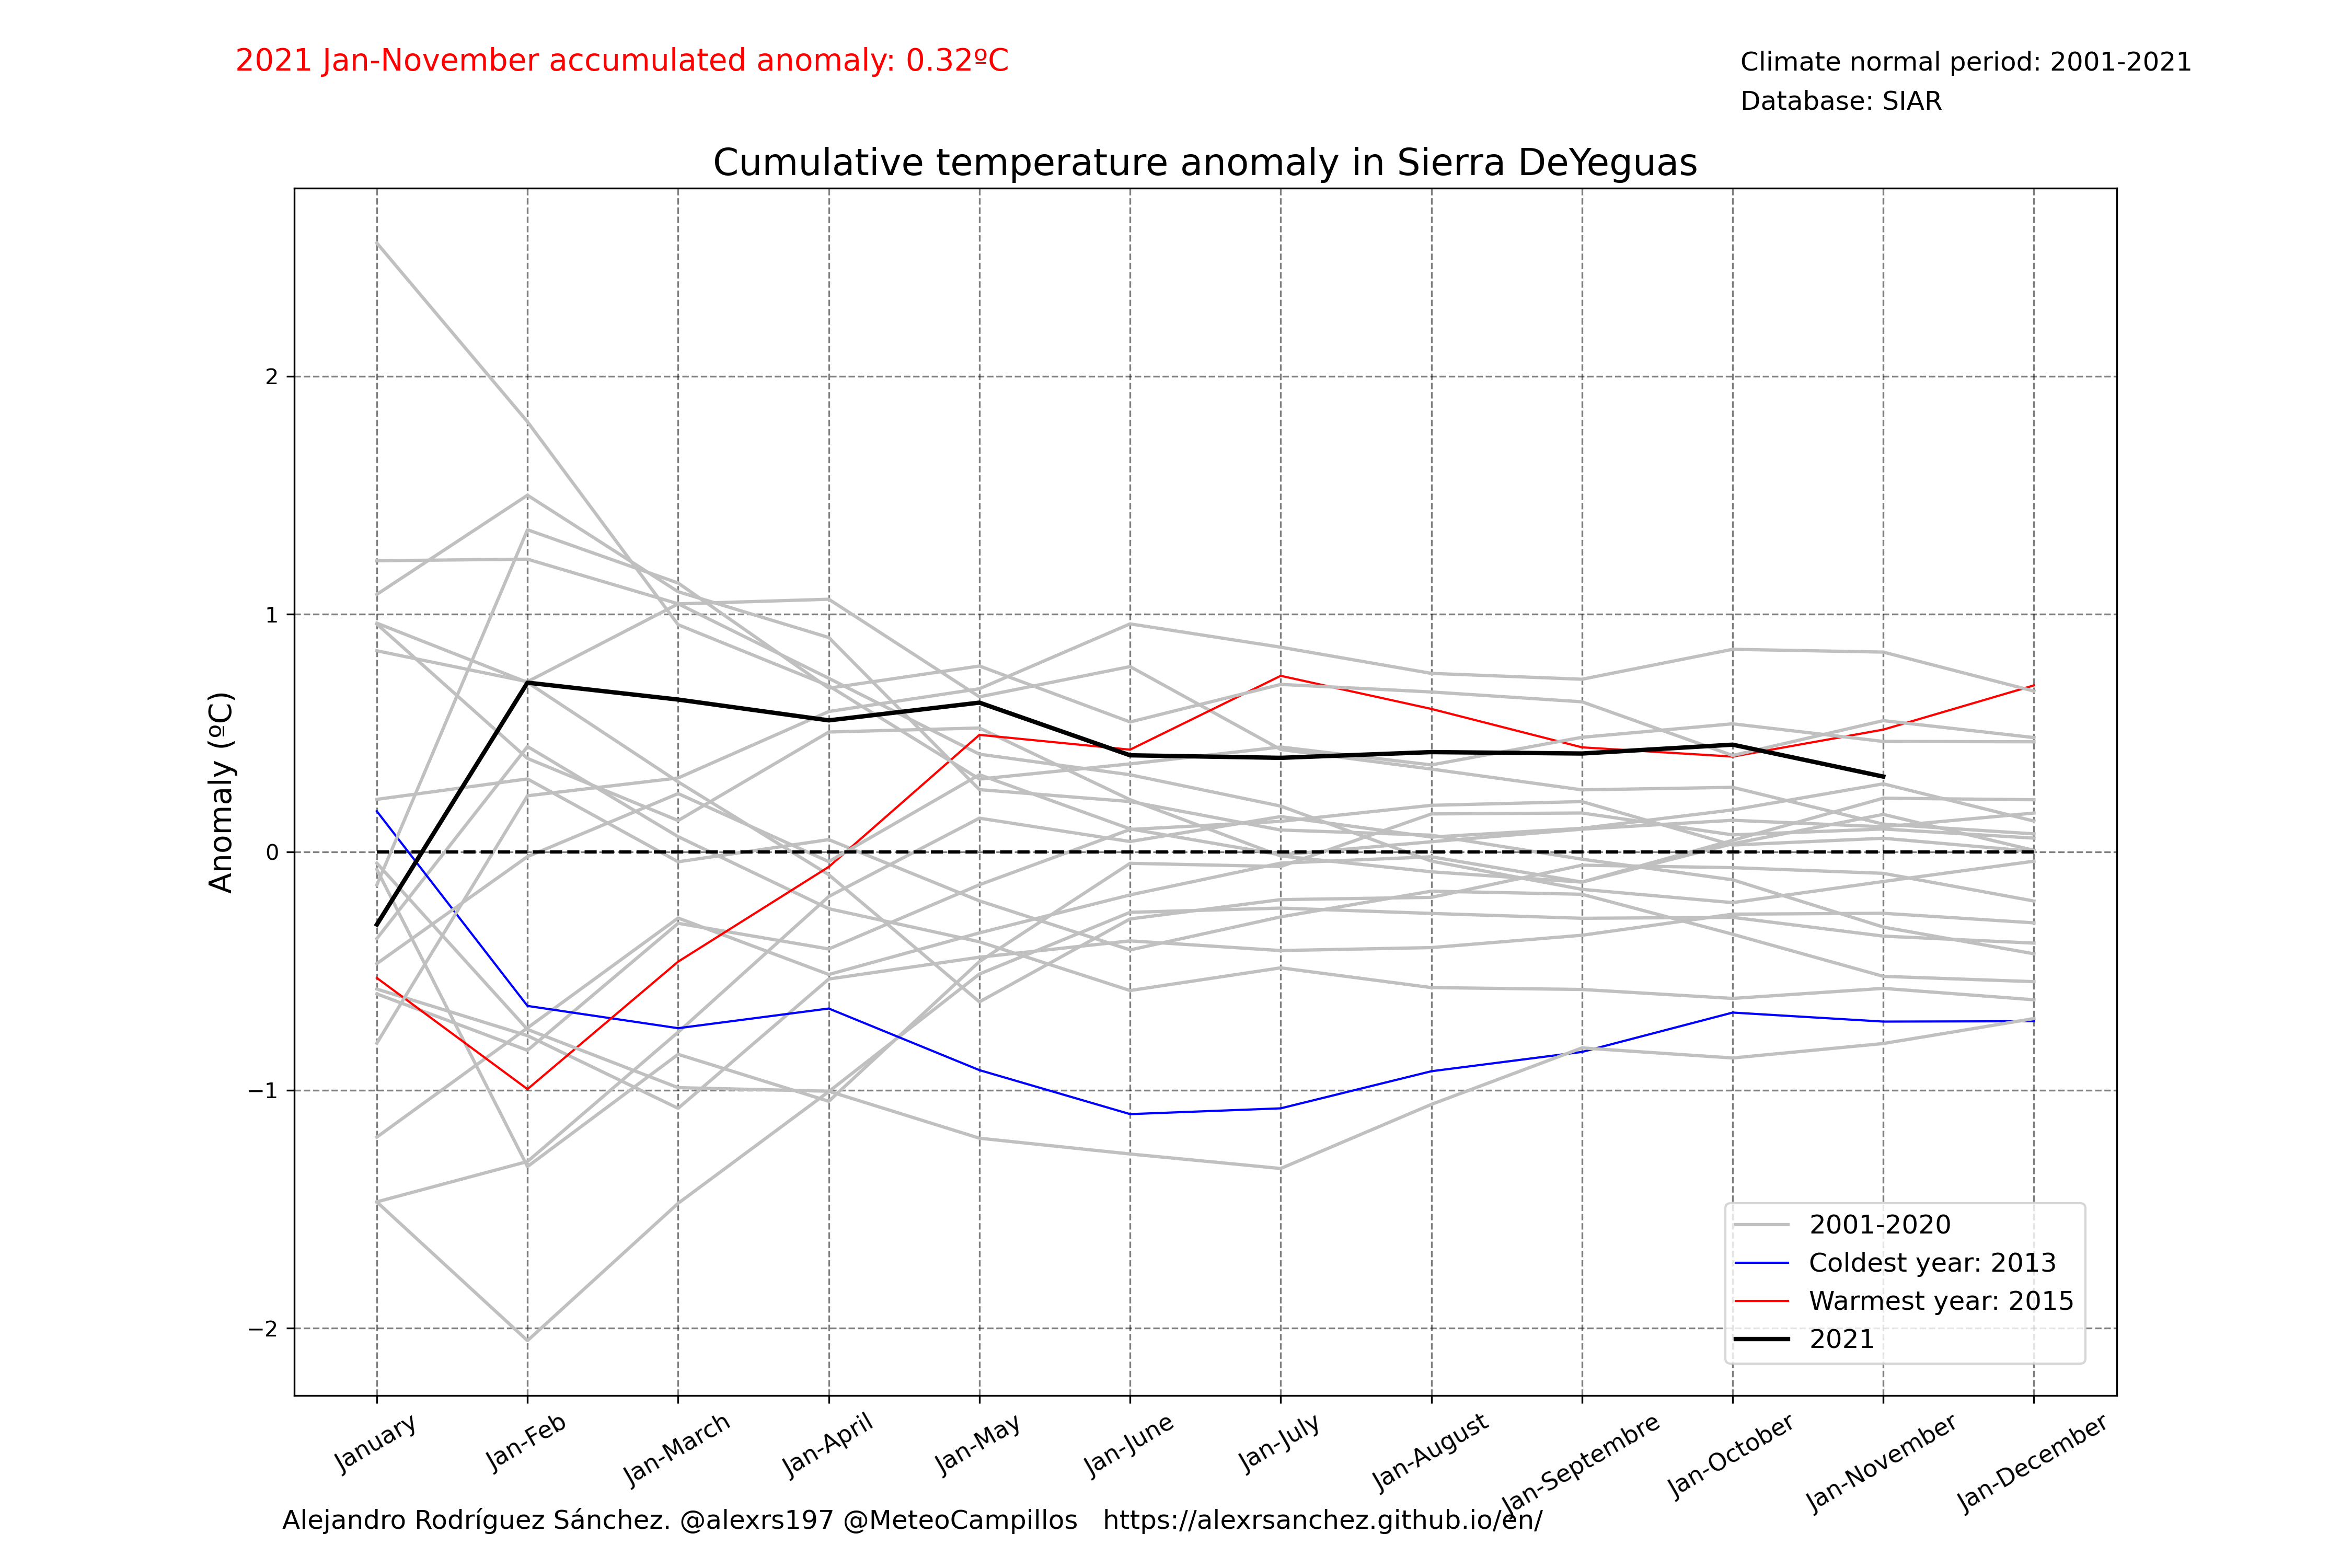 2021 Jan-November accumulated anomaly: 0.32ºC
Climate normal period: 2001-2021
Database: SIAR
Cumulative temperature anomaly in Sierra DeYeguas
Anomaly (ºC)
2
1
0
−1
−2
2001-2020
Coldest year: 2013
Warmest year: 2015
2021
January
Jan-Feb
Jan-March
Jan-April
Jan-May
Jan-June
Jan-July
Jan-August
Jan-Septembre
Jan-October
Jan-November
Jan-December
Alejandro Rodríguez Sánchez. @alexrs197 @MeteoCampillos   https://alexrsanchez.github.io/en/